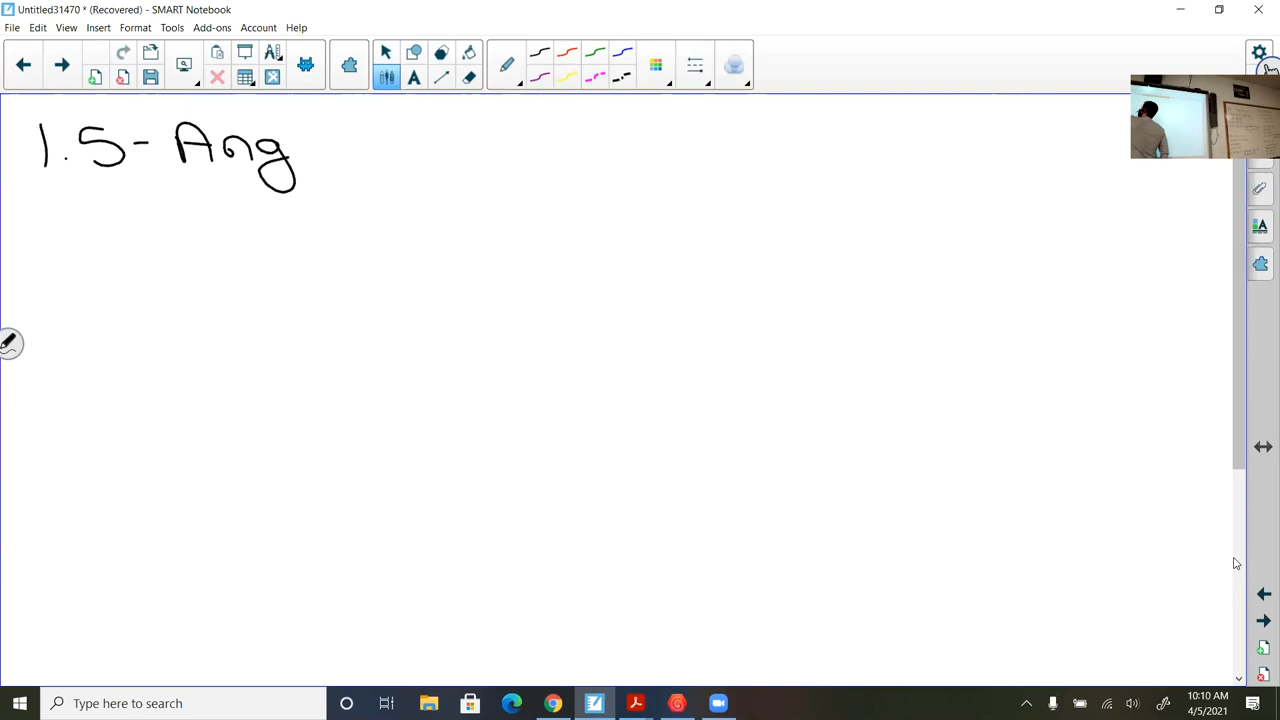 Untitled31470 * (Recovered) - SMART Notebook
File Edit View Insert Format Tools Add-ons Account Help
1.5- Ang
Type here to search
10:10 AM
4/5/2021